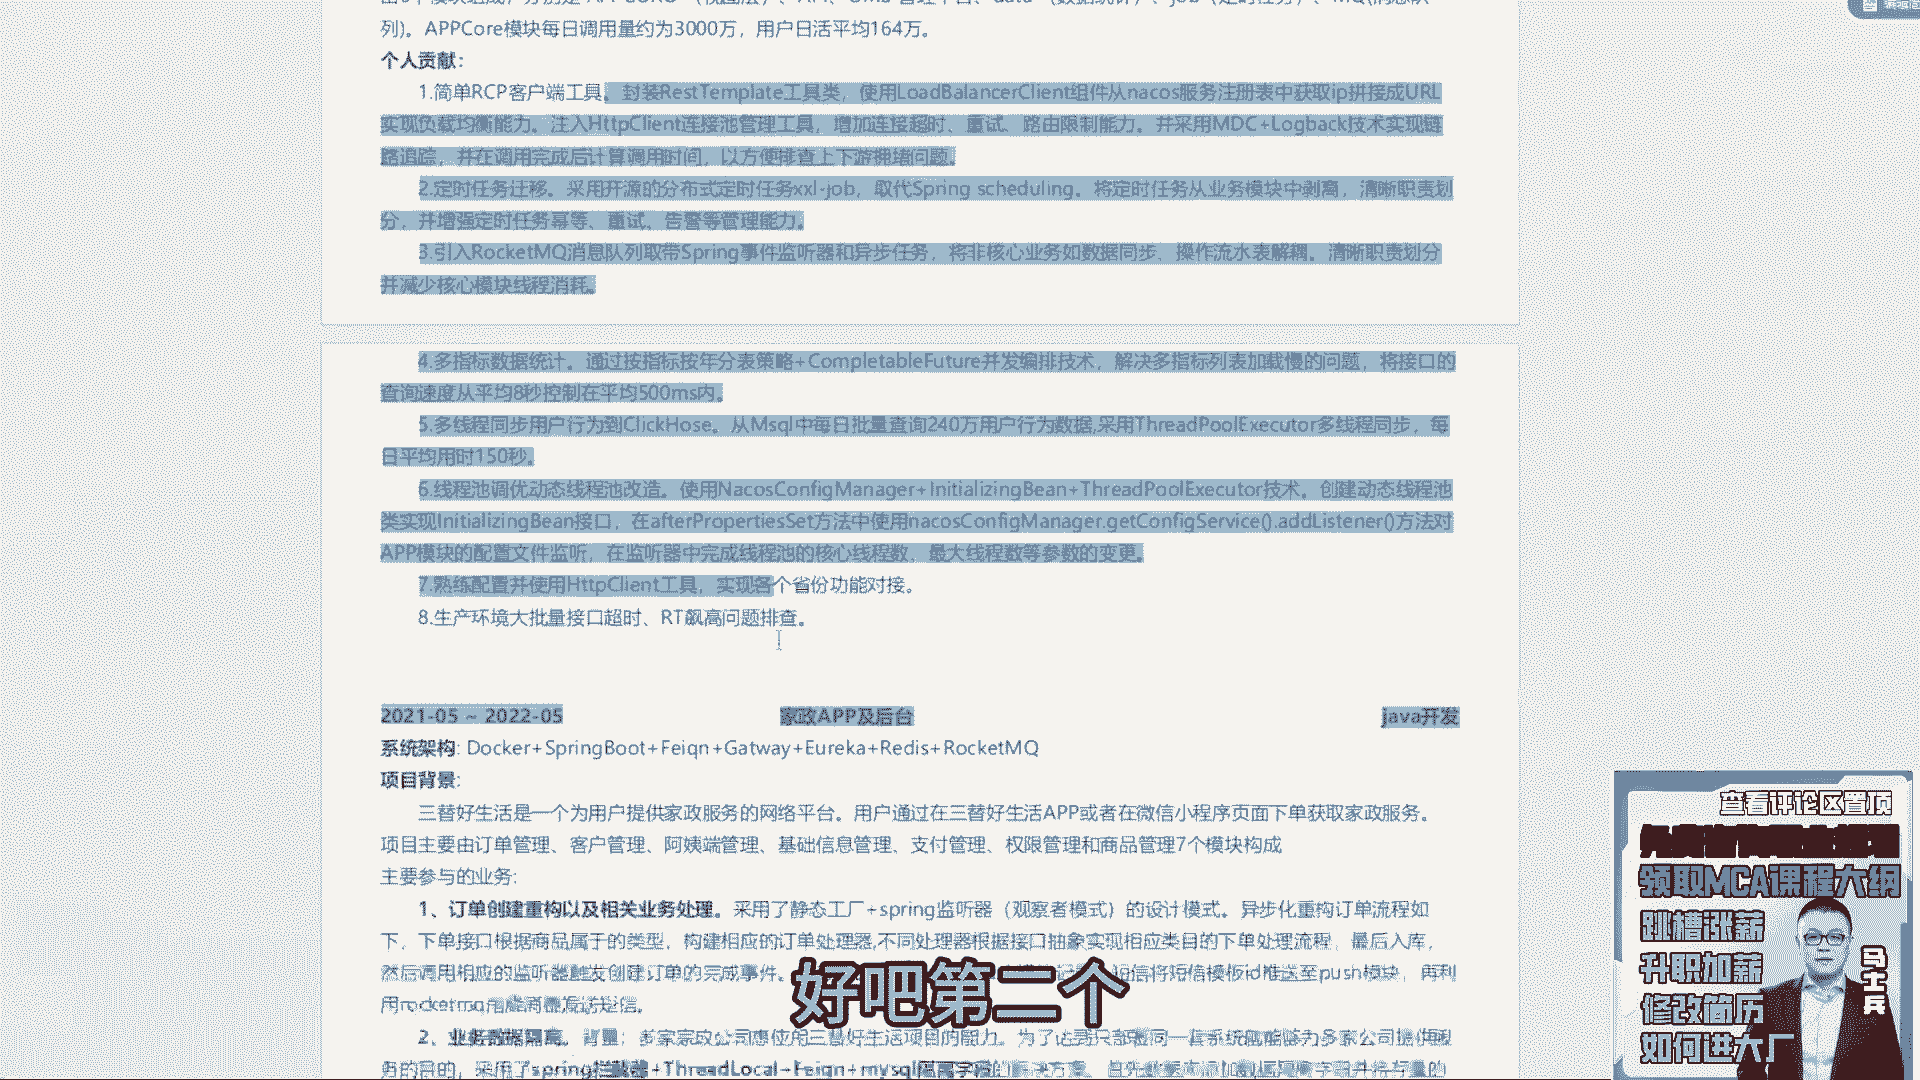 列)。APPCore模块每日调用量约为3000万，用户日活平均164万。
个人贡献：
1.简单RCP客户端工具。封装RestTemplate工具类，使用LoadBalancerClient组件从nacos服务注册表中获取ip拼接成URL
实现负载均衡能力。注入HttpClient连接池管理工具，增加连接超时、重试、路由限制能力。并采用MDC+Logback技术实现链
路追踪，并在调用完成后计算调用时间，以方便排查上下游拥堵问题。
2.定时任务迁移。采用开源的分布式定时任务xxl-job，取代Spring scheduling。将定时任务从业务模块中剥离，清晰职责划
分，并增强定时任务幂等、重试、告警等管理能力。
3.引入RocketMQ消息队列取带Spring事件监听器和异步任务，将非核心业务如数据同步、操作流水表解耦。清晰职责划分
并减少核心模块线程消耗。
4.多指标数据统计。通过按指标按年分表策略+CompletableFuture并发编排技术，解决多指标列表加载慢的问题，将接口的
查询速度从平均8秒控制在平均500ms内。
5.多线程同步用户行为到ClickHose。从Msql中每日批量查询240万用户行为数据,采用ThreadPoolExecutor多线程同步，每
日平均用时150秒。
6.线程池调优动态线程池改造。使用NacosConfigManager+InitializingBean+ThreadPoolExecutor技术。创建动态线程池
类实现InitializingBean接口，在afterPropertiesSet方法中使用nacosConfigManager.getConfigService().addListener()方法对
APP模块的配置文件监听，在监听器中完成线程池的核心线程数、最大线程数等参数的变更。
7.熟练配置并使用HttpClient工具，实现各个省份功能对接。
8.生产环境大批量接口超时、RT飙高问题排查。
2021-05 ~ 2022-05 家政APP及后台 java开发
系统架构: Docker+SpringBoot+Feign+Gatway+Eureka+Redis+RocketMQ
项目背景:
三替好生活是一个为用户提供家政服务的网络平台。用户通过在三替好生活APP或者在微信小程序页面下单获取家政服务。
项目主要由订单管理、客户管理、阿姨端管理、基础信息管理、支付管理、权限管理和商品管理7个模块构成
主要参与的业务:
1、订单创建重构以及相关业务处理。采用了静态工厂+spring监听器（观察者模式）的设计模式。异步化重构订单流程如
下，下单接口根据商品属于的类型，构建相应的订单处理器,不同处理器根据接口抽象实现相应类目的下单处理流程，最后入库，
然后调用相应的监听器触发创建订单的完成事件。短信将短信模板id推送至push模块，再利
用rocketmq
2、业务数据隔离。背景：多家家政公司想使用三替好生活项目的能力。为了达到只部署同一套系统就能够为多家公司提供服
务的目的，采用了spring拦截器+ThreadLocal+Feign+mysql隔离字段的解决方案。
好吧第二个
查看评论区置顶
领取MCA课程大纲
跳槽涨薪
升职加薪
修改简历
如何进大厂
马士兵